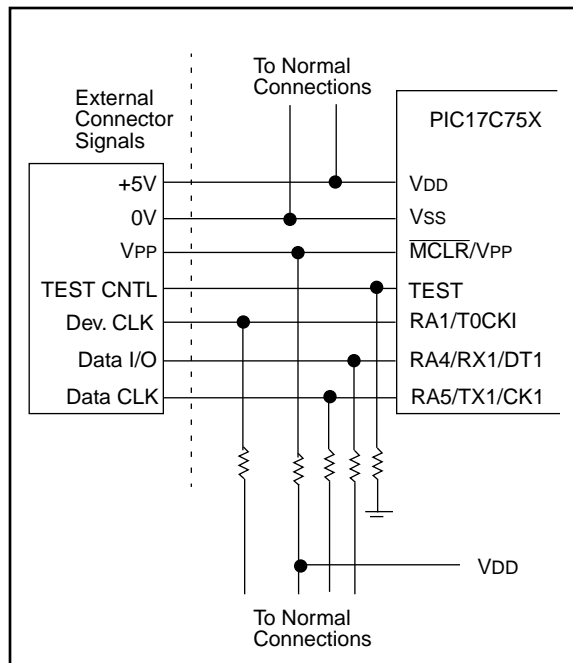 To Normal
Connections
External
Connector
Signals
PIC17C75X
+5V
VDD
0V
VSS
VPP
MCLR/VPP
TEST CNTL
TEST
Dev. CLK
RA1/T0CKI
Data I/O
RA4/RX1/DT1
Data CLK
RA5/TX1/CK1
VDD
To Normal
Connections